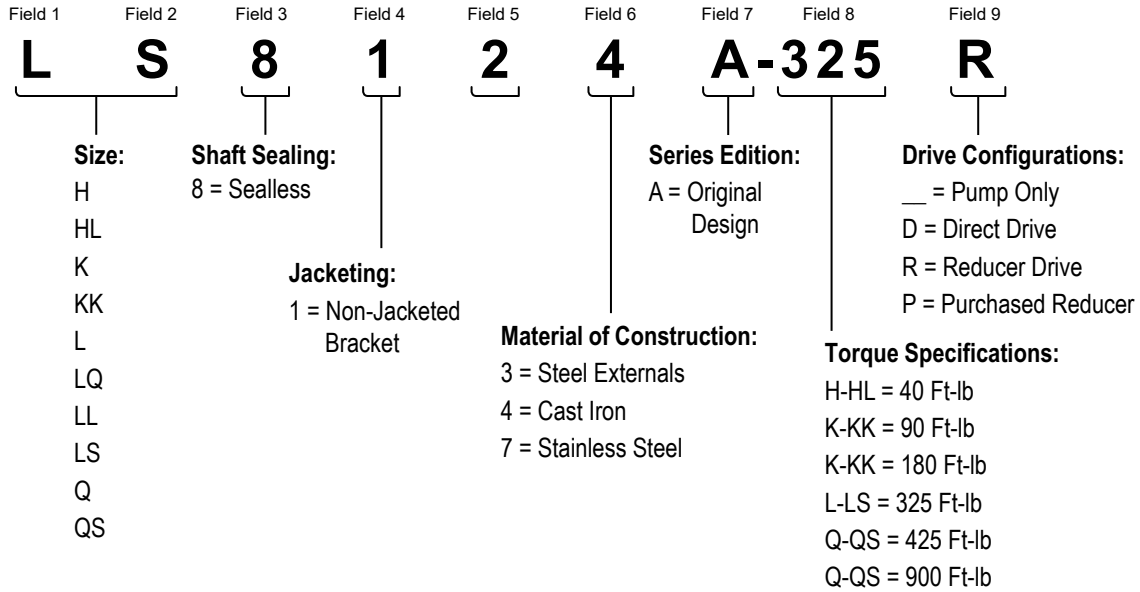 Field 1 Field 2 Field 3 Field 4 Field 5 Field 6 Field 7 Field 8 Field 9
L S 8 1 2 4 A-325 R
Size:
H
HL
K
KK
L
LQ
LL
LS
Q
QS
Shaft Sealing:
8 = Sealless
Jacketing:
1 = Non-Jacketed
Bracket
Material of Construction:
3 = Steel Externals
4 = Cast Iron
7 = Stainless Steel
Series Edition:
A = Original
Design
Torque Specifications:
H-HL = 40 Ft-lb
K-KK = 90 Ft-lb
K-KK = 180 Ft-lb
L-LS = 325 Ft-lb
Q-QS = 425 Ft-lb
Q-QS = 900 Ft-lb
Drive Configurations:
__ = Pump Only
D = Direct Drive
R = Reducer Drive
P = Purchased Reducer